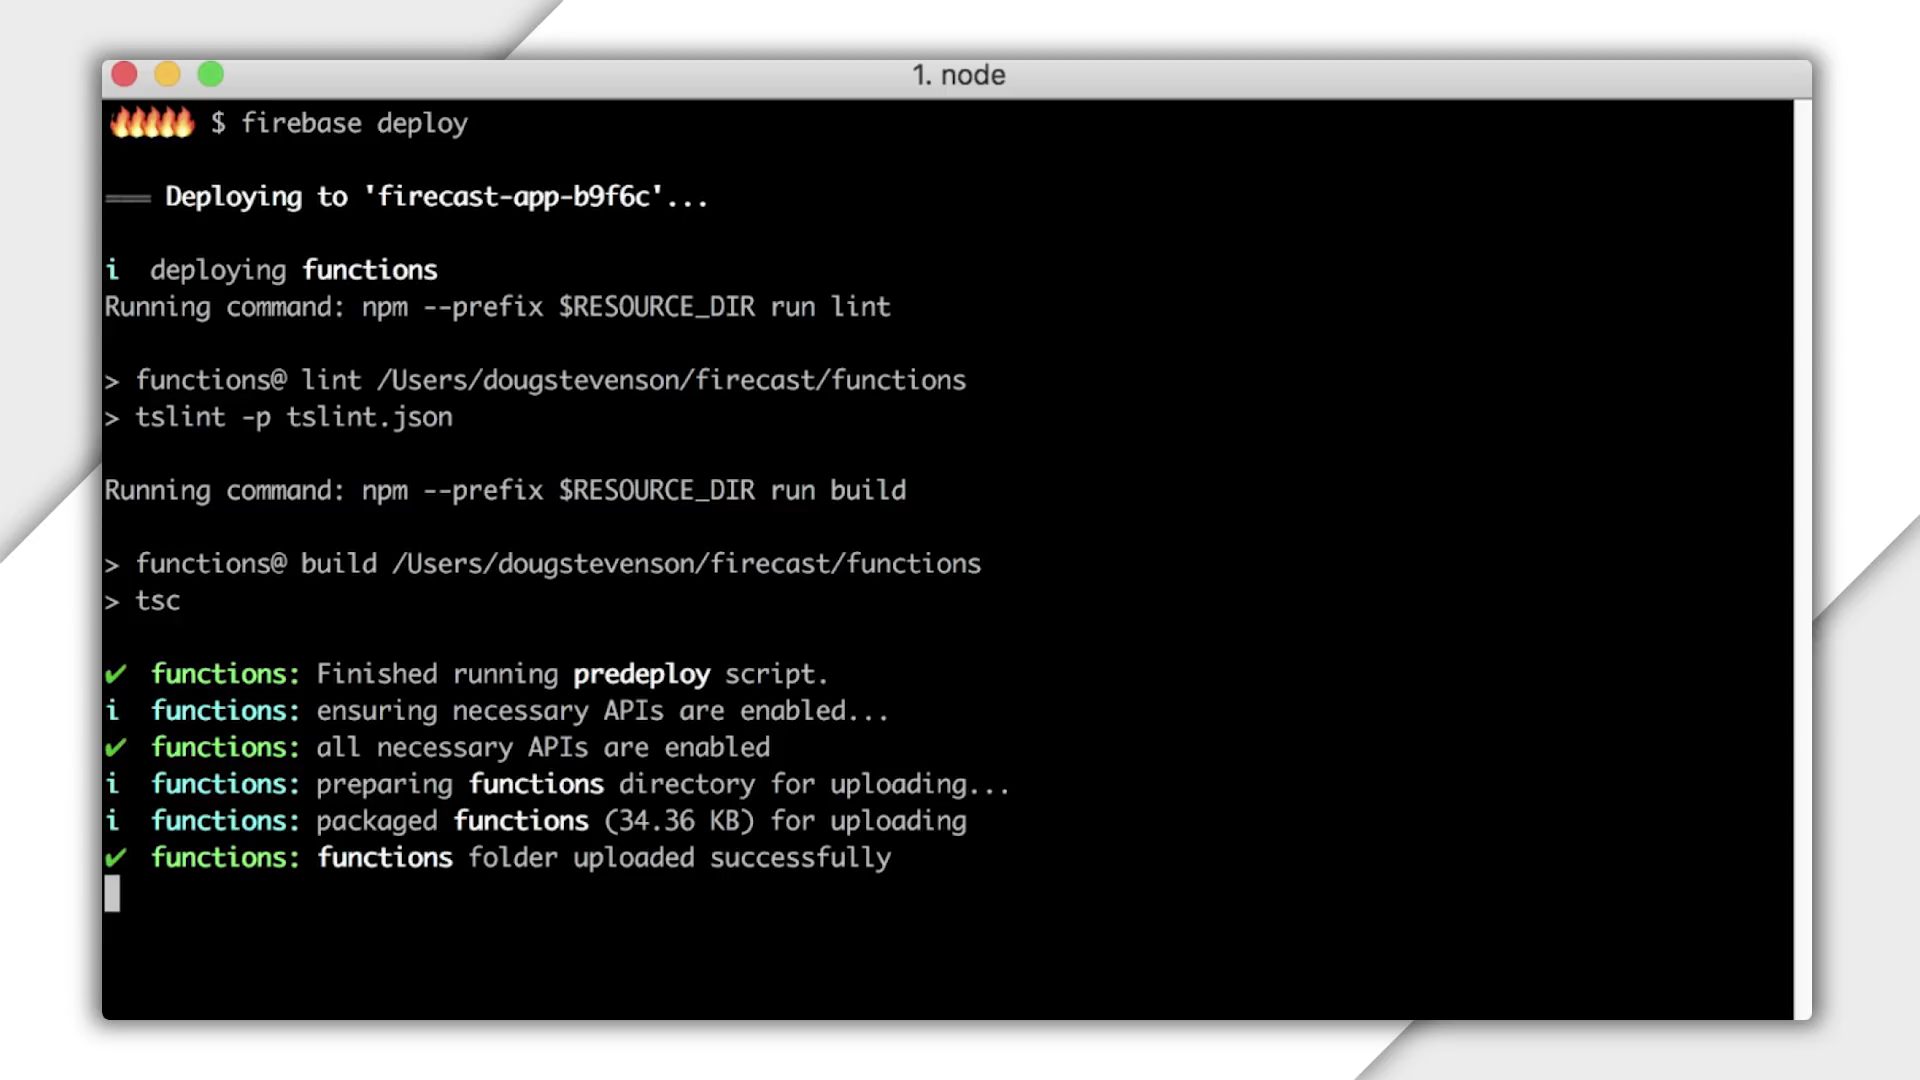 1. node
🔥🔥🔥🔥🔥 $ firebase deploy
=== Deploying to 'firecast-app-b9f6c'...
i  deploying functions
Running command: npm --prefix $RESOURCE_DIR run lint
> functions@ lint /Users/dougstevenson/firecast/functions
> tslint -p tslint.json
Running command: npm --prefix $RESOURCE_DIR run build
> functions@ build /Users/dougstevenson/firecast/functions
> tsc
✔  functions: Finished running predeploy script.
i  functions: ensuring necessary APIs are enabled...
✔  functions: all necessary APIs are enabled
i  functions: preparing functions directory for uploading...
i  functions: packaged functions (34.36 KB) for uploading
✔  functions: functions folder uploaded successfully